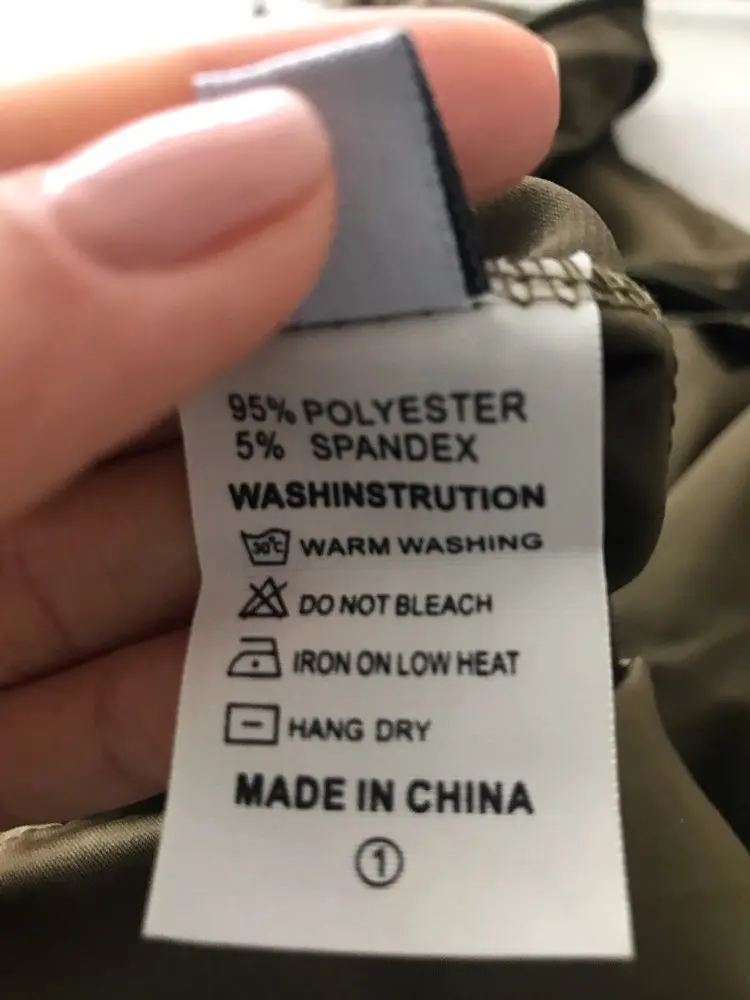 95% POLYESTER
5% SPANDEX
WASHINSTRUTION
30°C WARM WASHING
DO NOT BLEACH
IRON ON LOW HEAT
HANG DRY
MADE IN CHINA
1